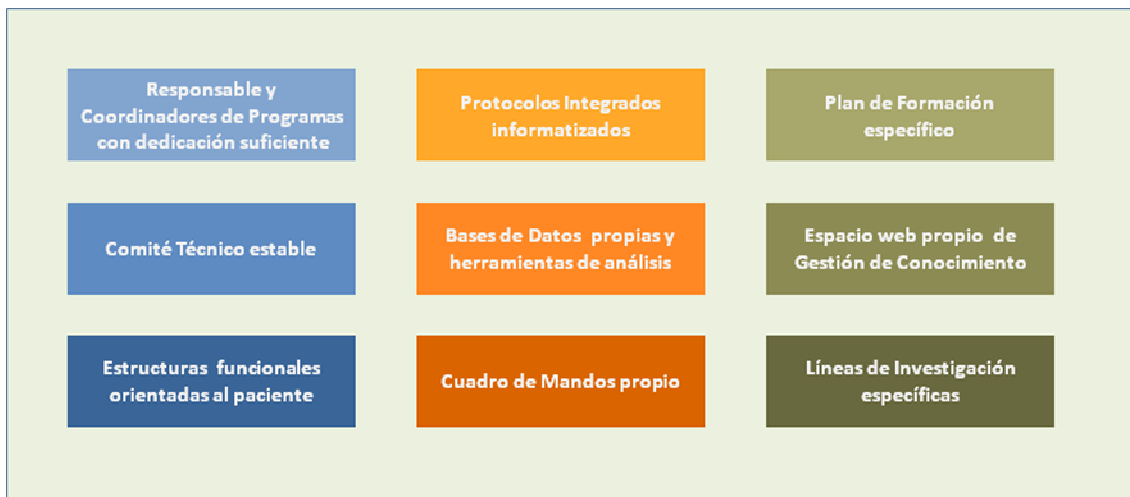 Responsable y
Coordinadores de Programas
con dedicación suficiente
Protocolos Integrados
informatizados
Plan de Formación
específico
Comité Técnico estable
Bases de Datos propias y
herramientas de análisis
Espacio web propio de
Gestión de Conocimiento
Estructuras funcionales
orientadas al paciente
Cuadro de Mandos propio
Líneas de Investigación
específicas